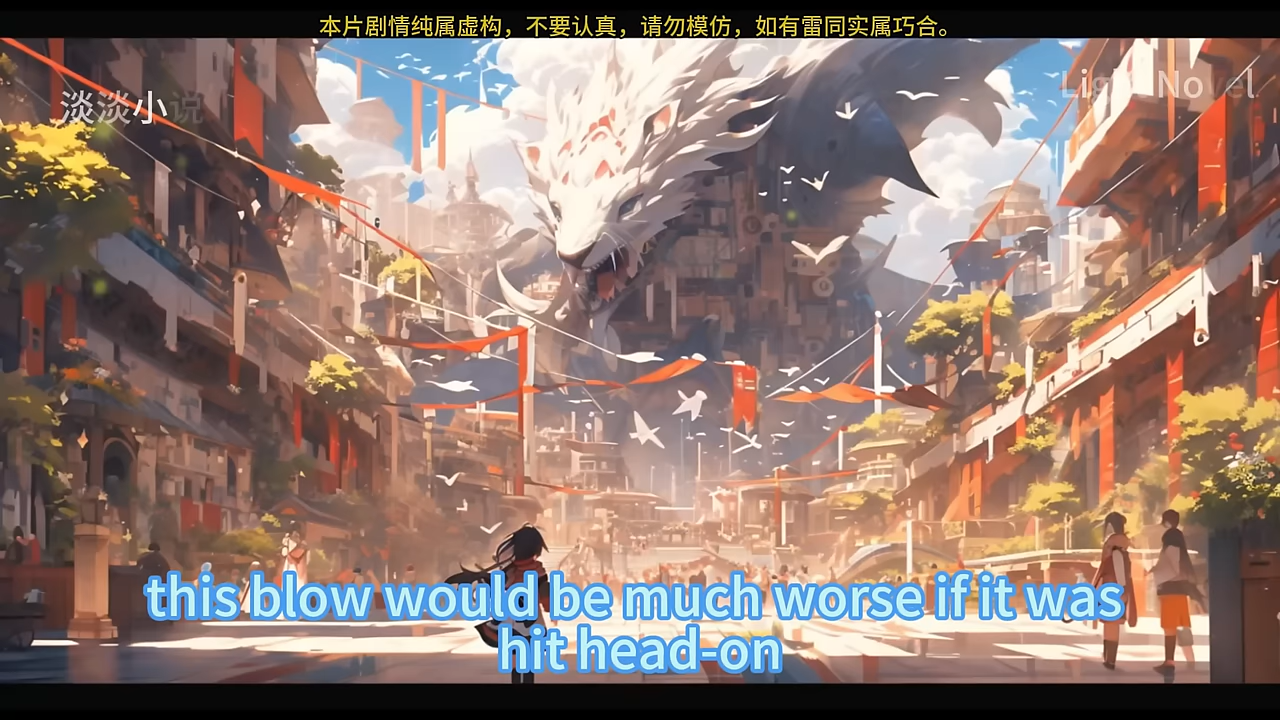 本片剧情纯属虚构，不要认真，请勿模仿，如有雷同实属巧合。
淡淡小说
Light Novel
this blow would be much worse if it was
hit head-on